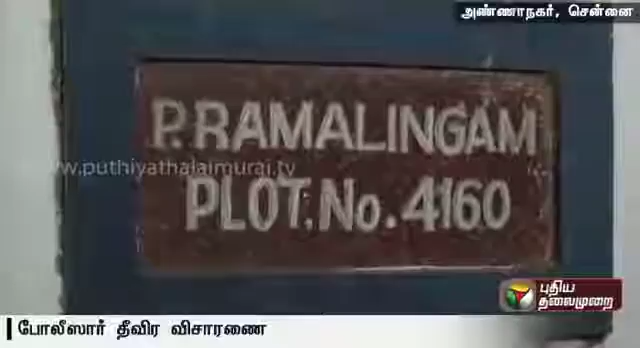 அண்ணாநகர், சென்னை
P.RAMALINGAM
www.puthiyathalaimurai.tv
PLOT.No.4160
புதிய
தலைமுறை
போலீஸார் தீவிர விசாரணை